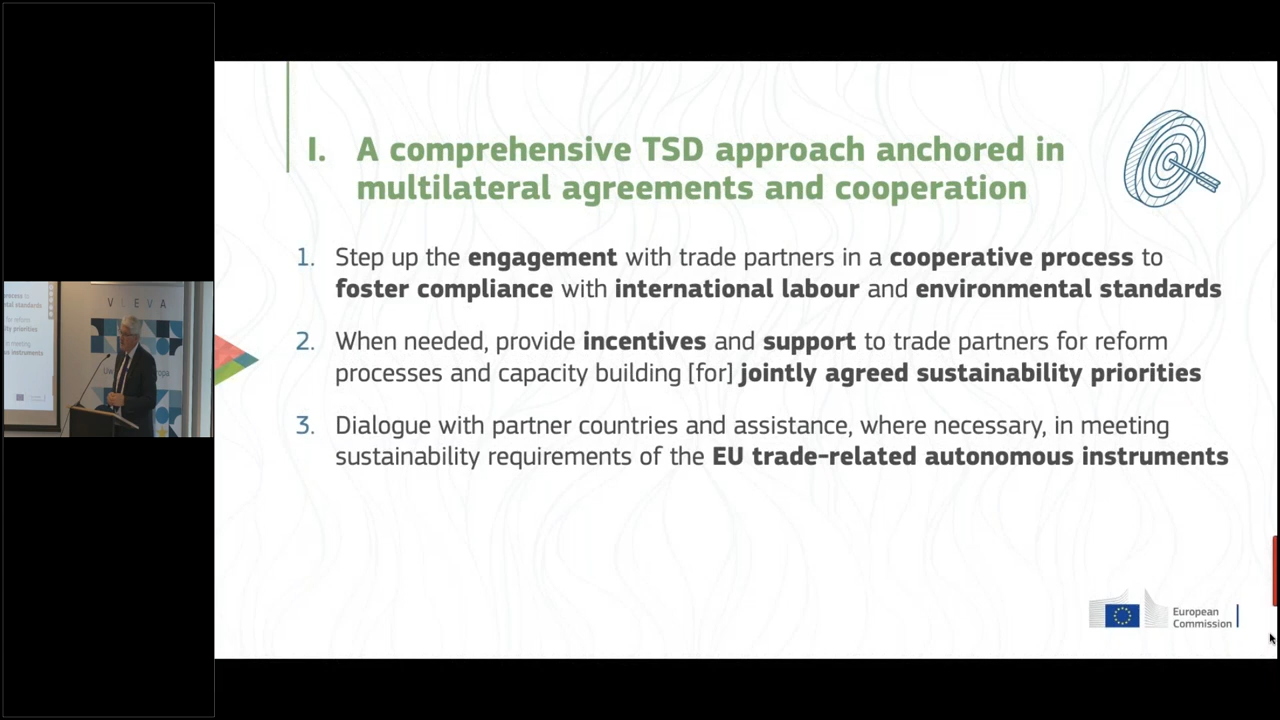 I. A comprehensive TSD approach anchored in
multilateral agreements and cooperation
1. Step up the engagement with trade partners in a cooperative process to
foster compliance with international labour and environmental standards
2. When needed, provide incentives and support to trade partners for reform
processes and capacity building [for] jointly agreed sustainability priorities
3. Dialogue with partner countries and assistance, where necessary, in meeting
sustainability requirements of the EU trade-related autonomous instruments
European
Commission
VLEVA